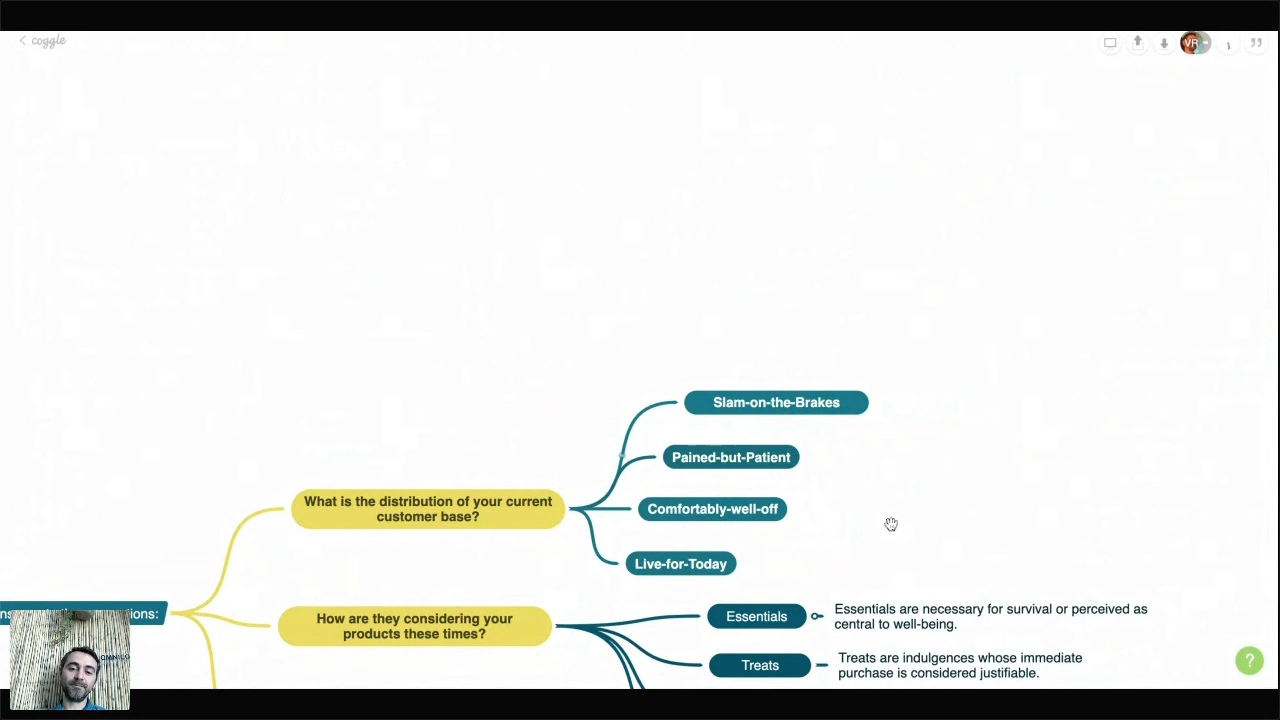 coggle
VR
Slam-on-the-Brakes
Pained-but-Patient
What is the distribution of your current
customer base?
Comfortably-well-off
Live-for-Today
ions:
How are they considering your
products these times?
Essentials
Essentials are necessary for survival or perceived as
central to well-being.
Treats
Treats are indulgences whose immediate
purchase is considered justifiable.
?